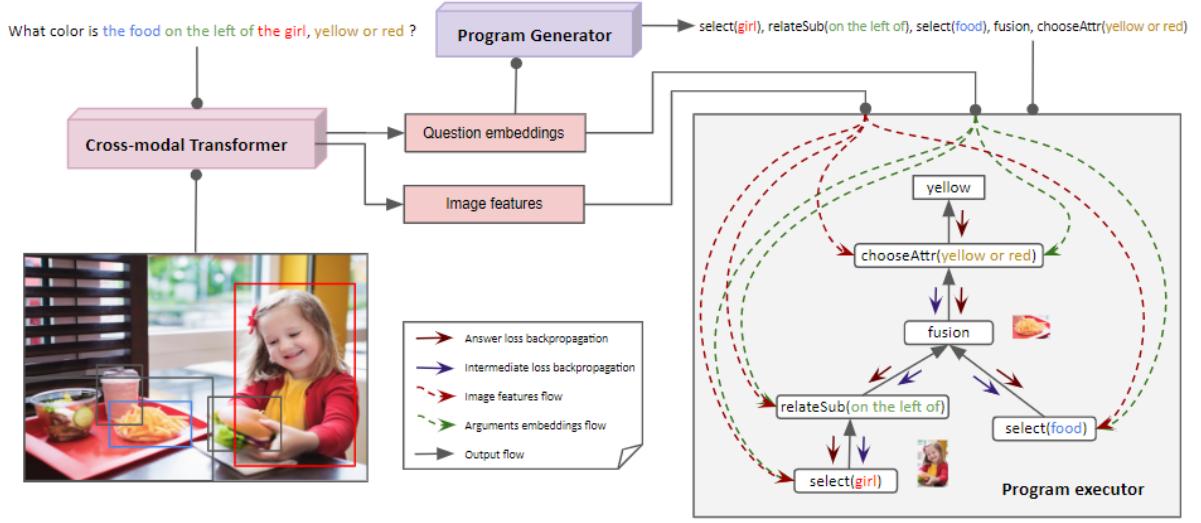 What color is the food on the left of the girl, yellow or red ?
Program Generator
select(girl), relateSub(on the left of), select(food), fusion, chooseAttr(yellow or red)
Cross-modal Transformer
Question embeddings
Image features
yellow
chooseAttr(yellow or red)
fusion
relateSub(on the left of)
select(food)
select(girl)
Program executor
Answer loss backpropagation
Intermediate loss backpropagation
Image features flow
Arguments embeddings flow
Output flow